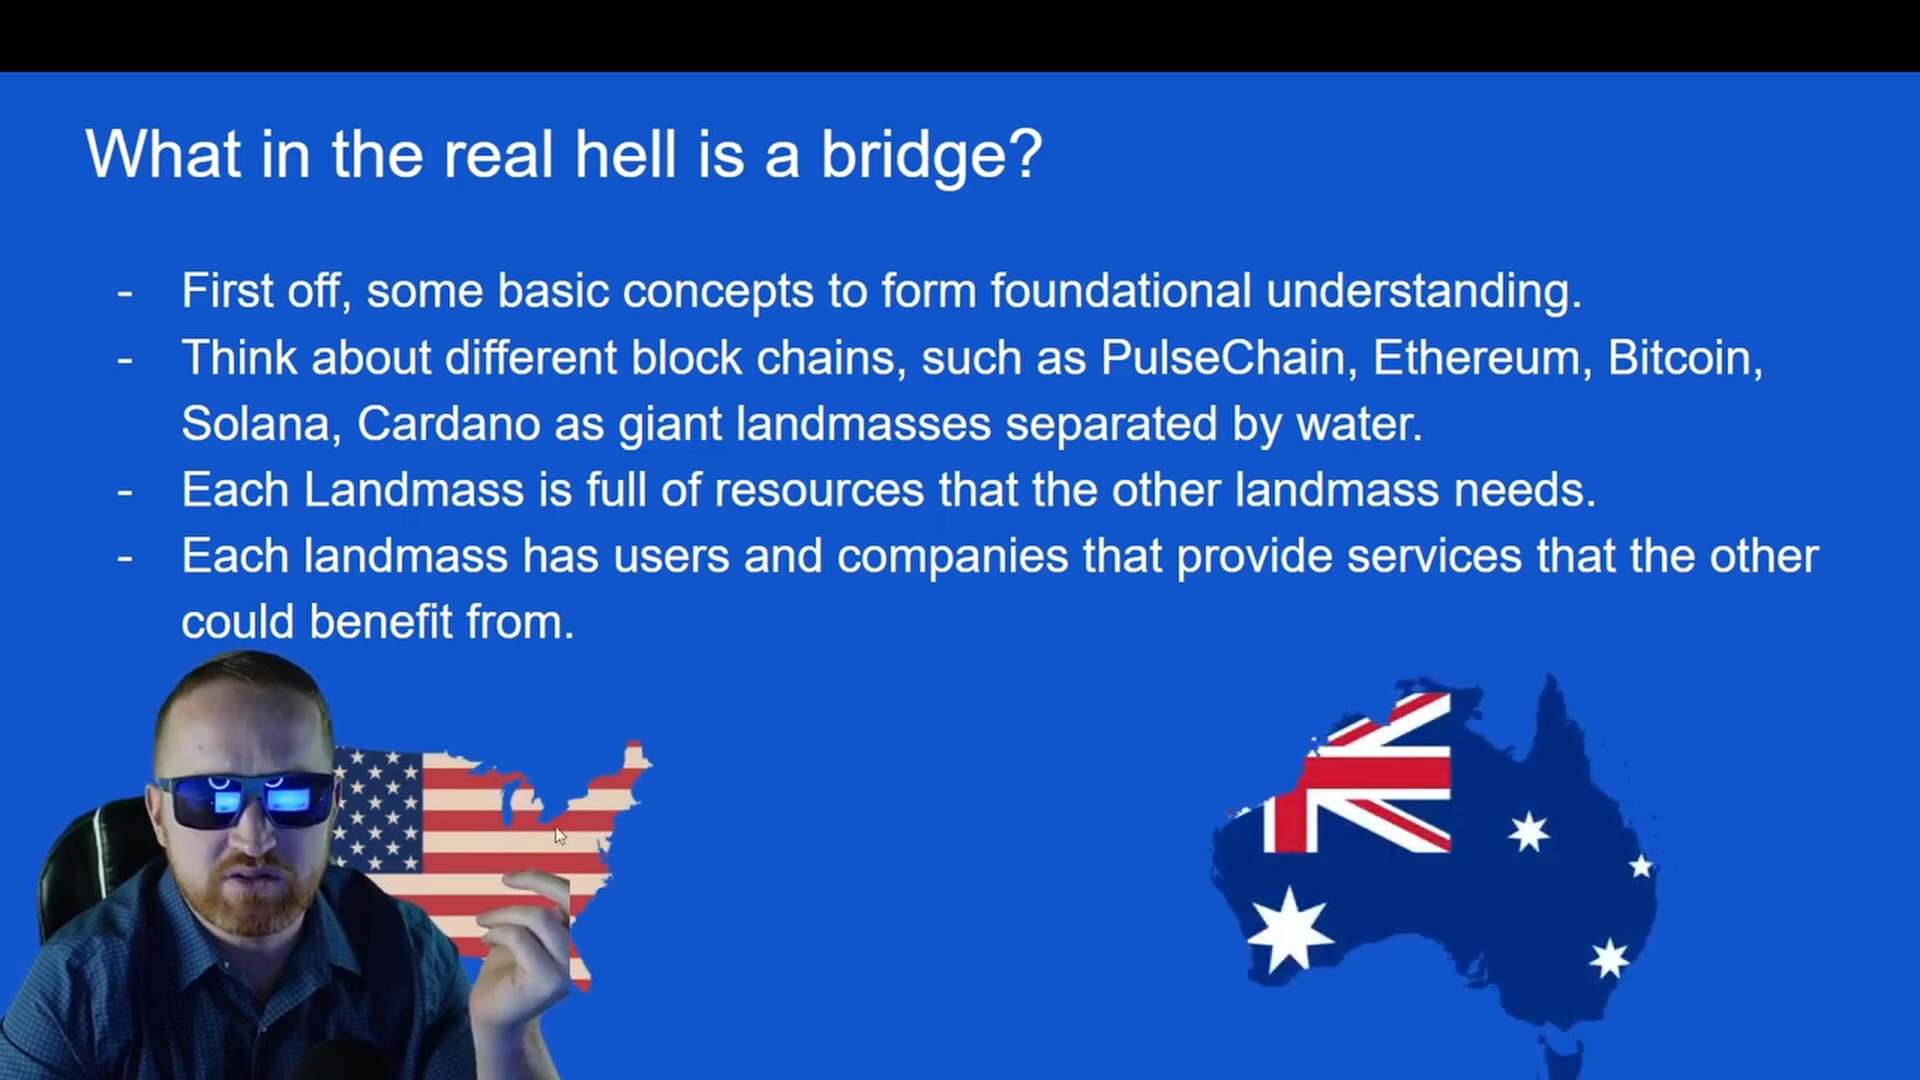 What in the real hell is a bridge?
- First off, some basic concepts to form foundational understanding.
- Think about different block chains, such as PulseChain, Ethereum, Bitcoin,
Solana, Cardano as giant landmasses separated by water.
- Each Landmass is full of resources that the other landmass needs.
- Each landmass has users and companies that provide services that the other
could benefit from.